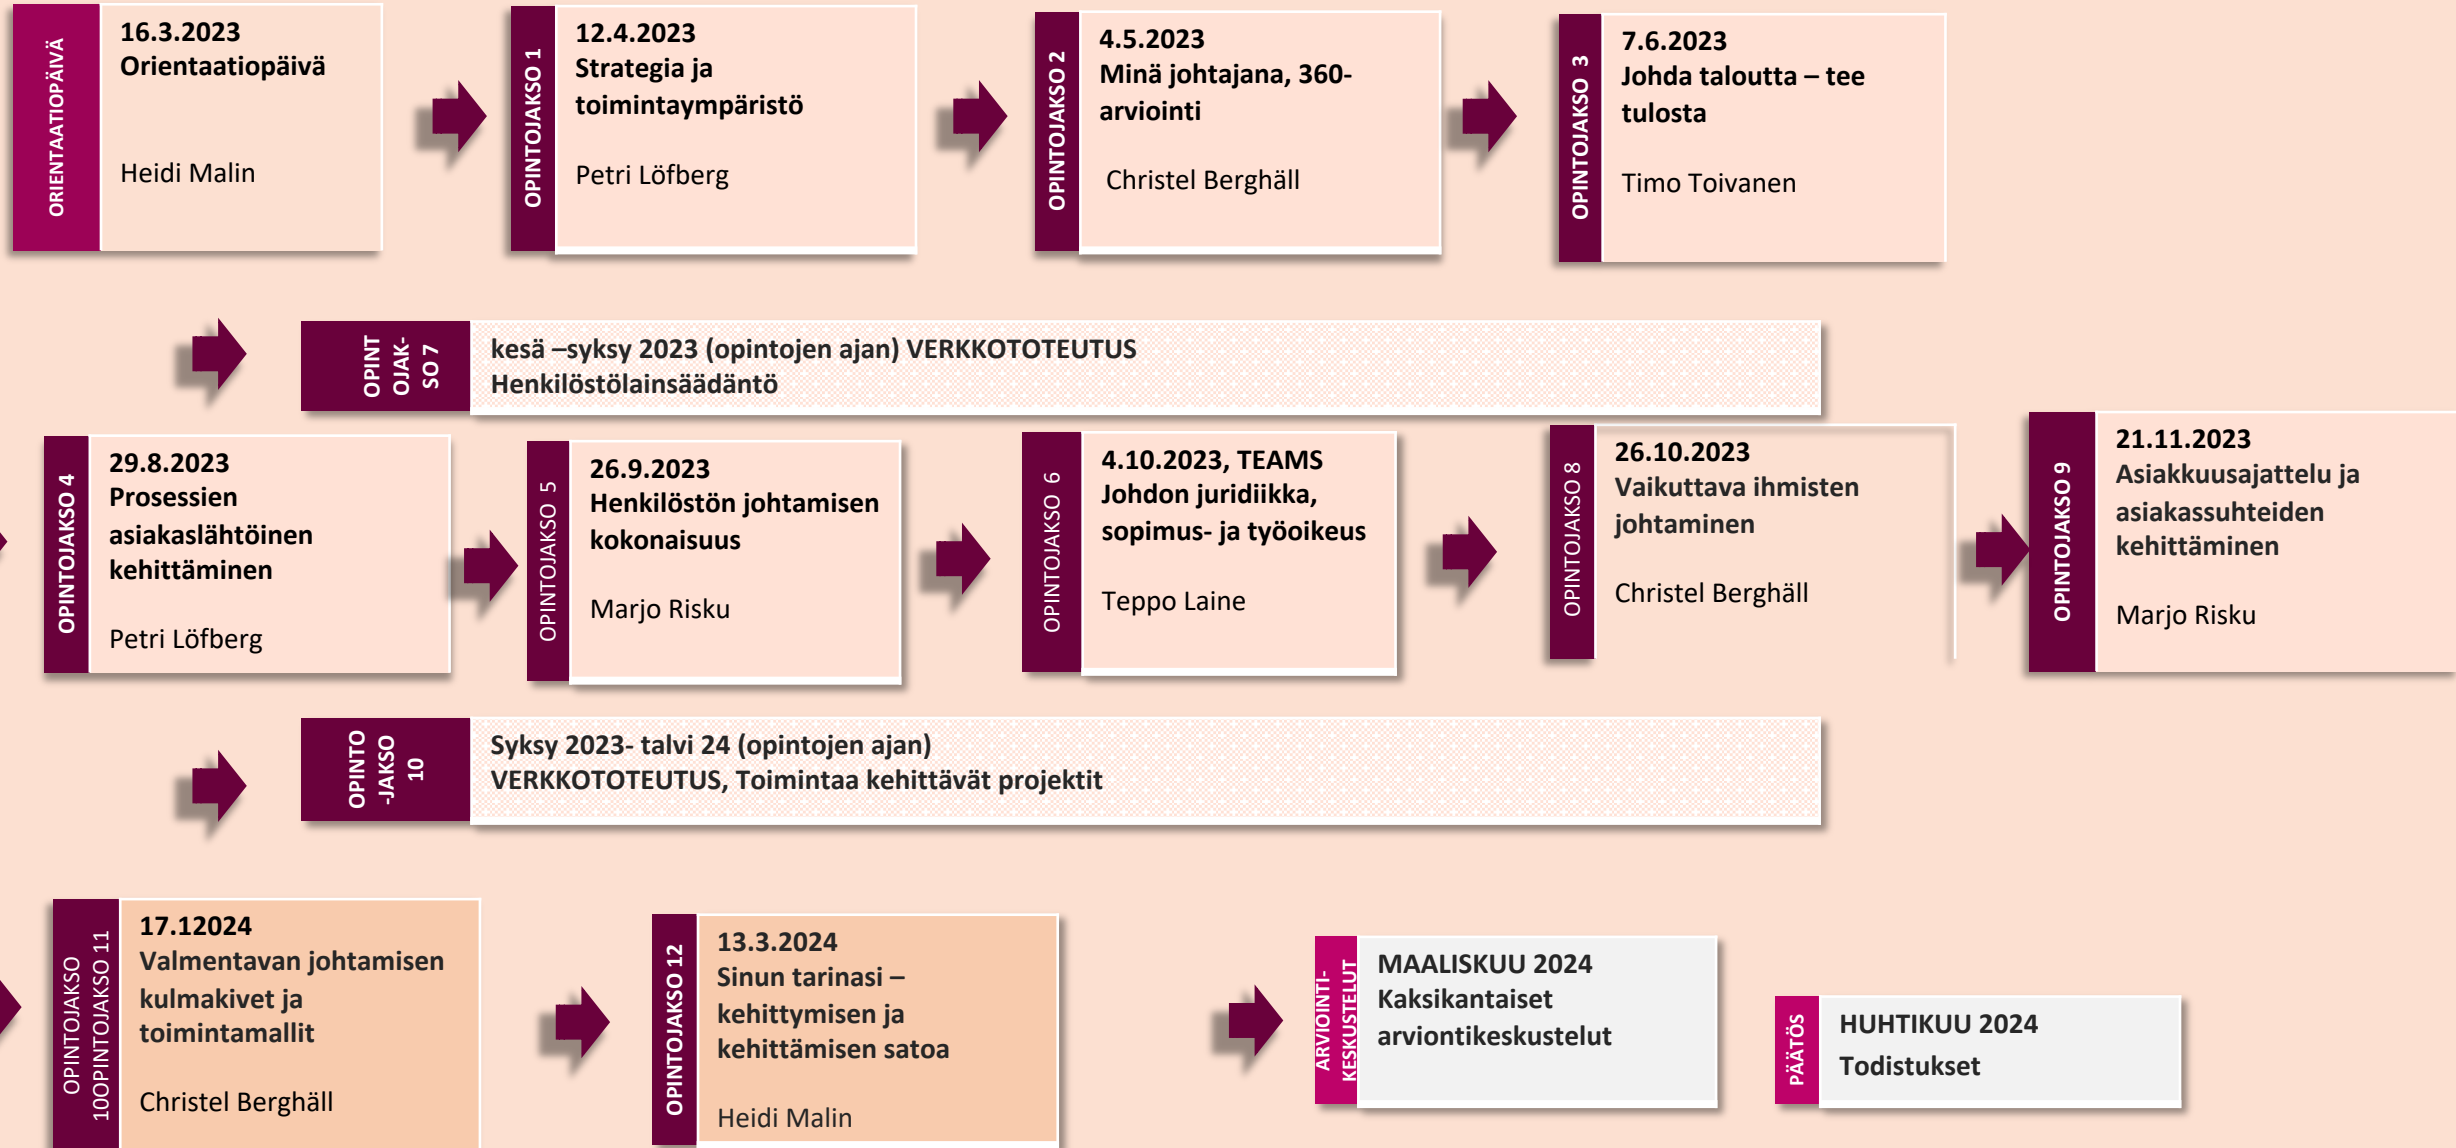 ORIENTAATIOPÄIVÄ
16.3.2023
Orientaatiopäivä
Heidi Malin
OPINTOJAKSO 1
12.4.2023
Strategia ja
toimintaympäristö
Petri Löfberg
OPINTOJAKSO 2
4.5.2023
Minä johtajana, 360-
arviointi
Christel Berghäll
OPINTOJAKSO 3
7.6.2023
Johda taloutta – tee
tulosta
Timo Toivanen
OPINT
OJAK-
SO 7
kesä –syksy 2023 (opintojen ajan) VERKKOTOTEUTUS
Henkilöstölainsäädäntö
OPINTOJAKSO 4
29.8.2023
Prosessien
asiakaslähtöinen
kehittäminen
Petri Löfberg
OPINTOJAKSO 5
26.9.2023
Henkilöstön johtamisen
kokonaisuus
Marjo Risku
OPINTOJAKSO 6
4.10.2023, TEAMS
Johdon juridiikka,
sopimus- ja työoikeus
Teppo Laine
OPINTOJAKSO 8
26.10.2023
Vaikuttava ihmisten
johtaminen
Christel Berghäll
OPINTOJAKSO 9
21.11.2023
Asiakkuusajattelu ja
asiakassuhteiden
kehittäminen
Marjo Risku
OPINTO
-JAKSO
10
Syksy 2023- talvi 24 (opintojen ajan)
VERKKOTOTEUTUS, Toimintaa kehittävät projektit
OPINTOJAKSO
10OPINTOJAKSO 11
17.12024
Valmentavan johtamisen
kulmakivet ja
toimintamallit
Christel Berghäll
OPINTOJAKSO 12
13.3.2024
Sinun tarinasi –
kehittymisen ja
kehittämisen satoa
Heidi Malin
ARVIOINTI-
KESKUSTELUT
MAALISKUU 2024
Kaksikantaiset
arviontikeskustelut
PÄÄTÖS
HUHTIKUU 2024
Todistukset